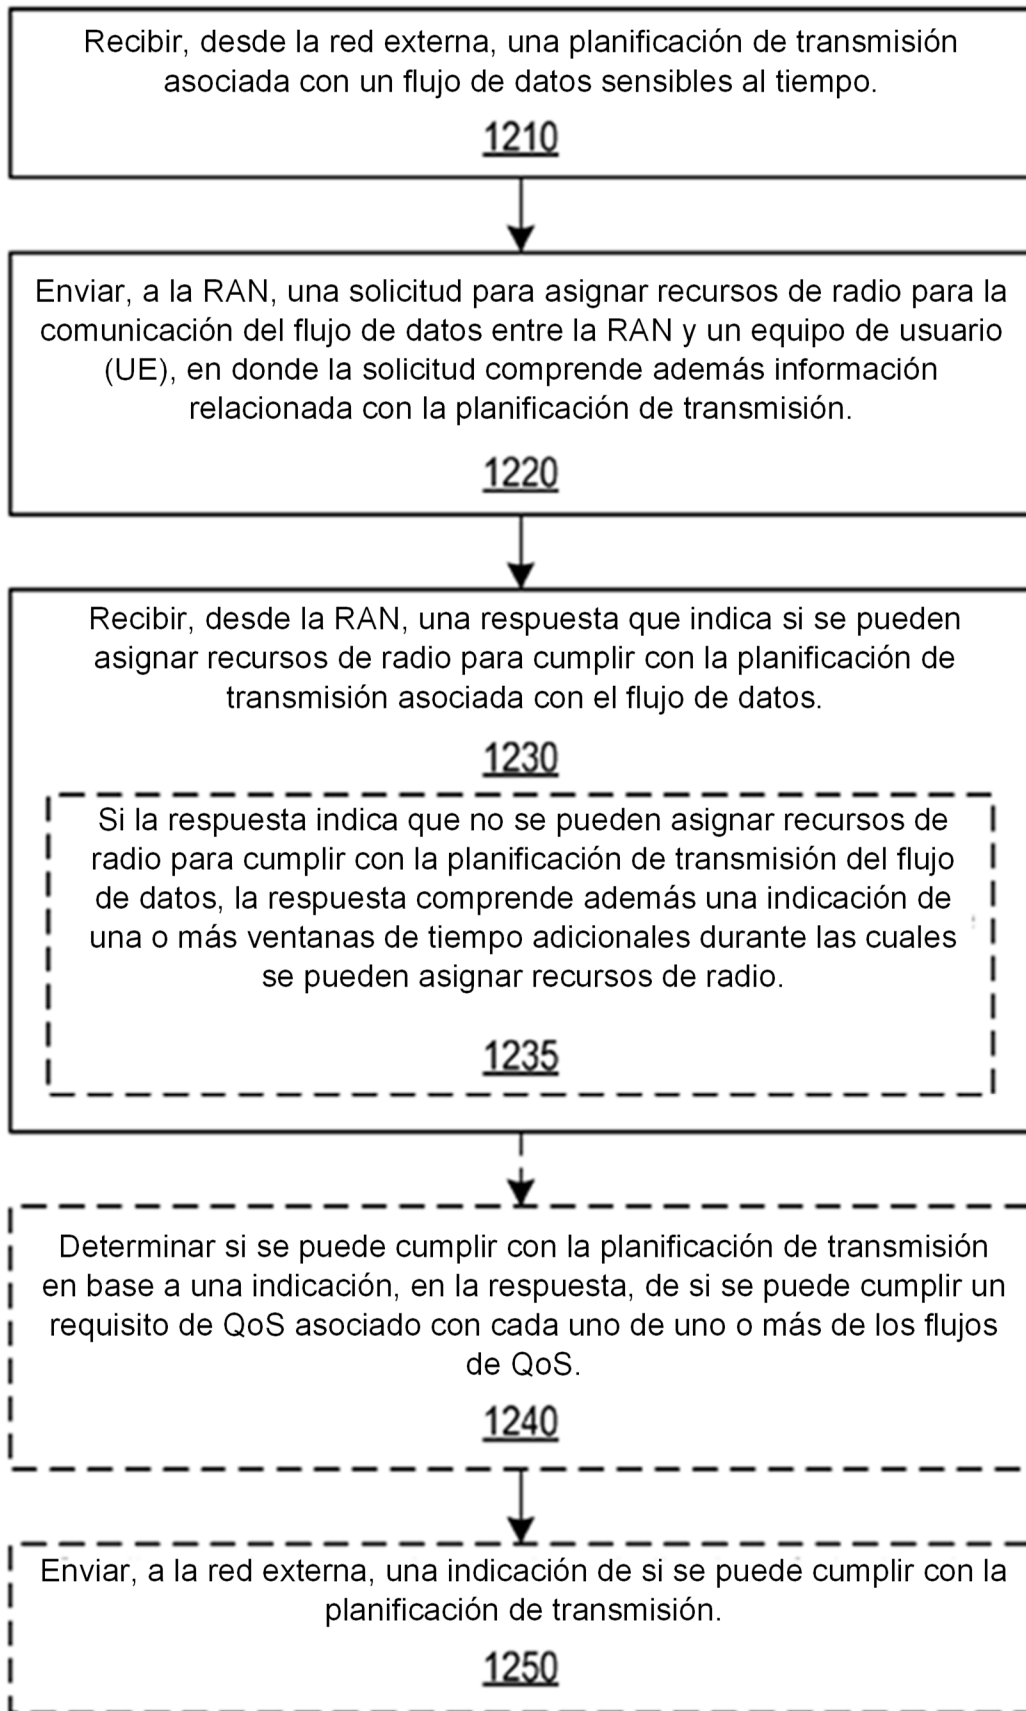 Recibir, desde la red externa, una planificación de transmisión
asociada con un flujo de datos sensibles al tiempo.
1210
Enviar, a la RAN, una solicitud para asignar recursos de radio para la
comunicación del flujo de datos entre la RAN y un equipo de usuario
(UE), en donde la solicitud comprende además información
relacionada con la planificación de transmisión.
1220
Recibir, desde la RAN, una respuesta que indica si se pueden
asignar recursos de radio para cumplir con la planificación de
transmisión asociada con el flujo de datos.
1230
Si la respuesta indica que no se pueden asignar recursos de
radio para cumplir con la planificación de transmisión del flujo
de datos, la respuesta comprende además una indicación de
una o más ventanas de tiempo adicionales durante las cuales
se pueden asignar recursos de radio.
1235
Determinar si se puede cumplir con la planificación de transmisión
en base a una indicación, en la respuesta, de si se puede cumplir un
requisito de QoS asociado con cada uno de uno o más de los flujos
de QoS.
1240
Enviar, a la red externa, una indicación de si se puede cumplir con la
planificación de transmisión.
1250